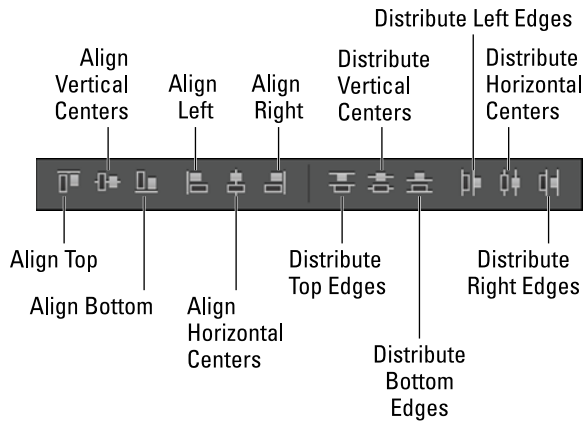 Distribute Left Edges
Align
Vertical
Centers
Align
Left
Align
Right
Distribute
Vertical
Centers
Distribute
Horizontal
Centers
Align Top
Align Bottom
Align
Horizontal
Centers
Distribute
Top Edges
Distribute
Bottom
Edges
Distribute
Right Edges